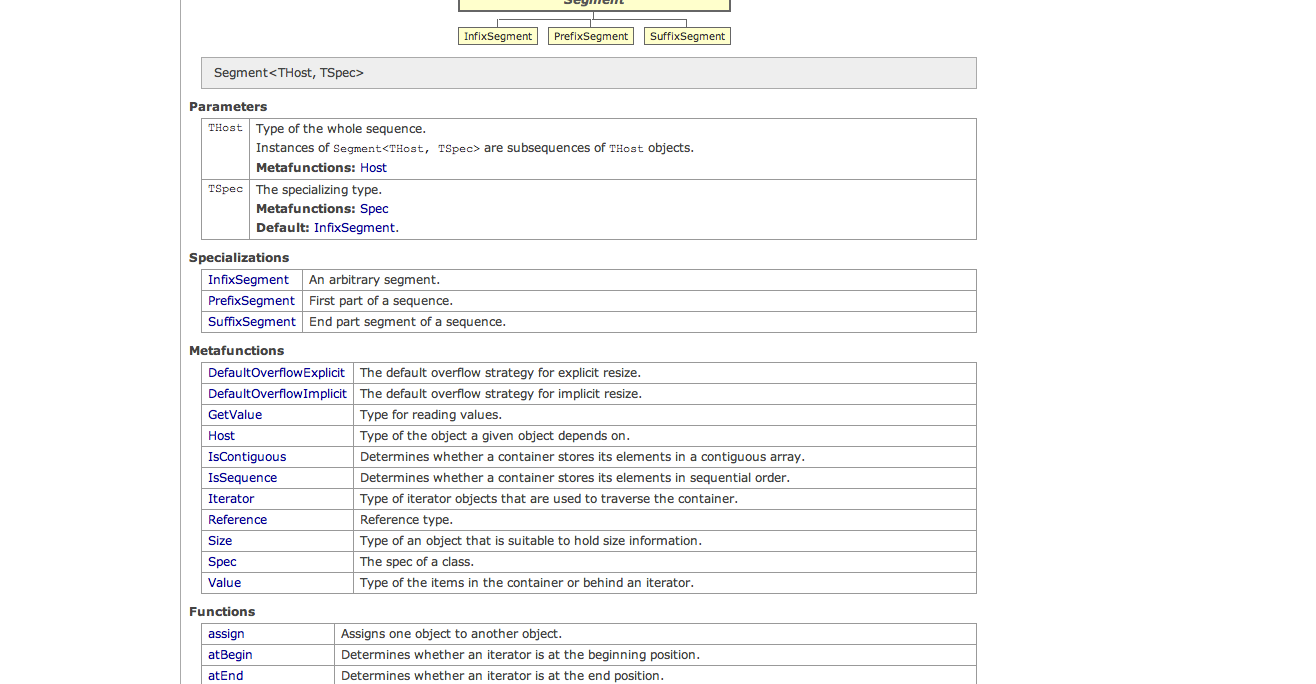 Segment
InfixSegment PrefixSegment SuffixSegment
Segment<THost, TSpec>
Parameters
THost Type of the whole sequence.
Instances of Segment<THost, TSpec> are subsequences of THost objects.
Metafunctions: Host
TSpec The specializing type.
Metafunctions: Spec
Default: InfixSegment.
Specializations
InfixSegment An arbitrary segment.
PrefixSegment First part of a sequence.
SuffixSegment End part segment of a sequence.
Metafunctions
DefaultOverflowExplicit The default overflow strategy for explicit resize.
DefaultOverflowImplicit The default overflow strategy for implicit resize.
GetValue Type for reading values.
Host Type of the object a given object depends on.
IsContiguous Determines whether a container stores its elements in a contiguous array.
IsSequence Determines whether a container stores its elements in sequential order.
Iterator Type of iterator objects that are used to traverse the container.
Reference Reference type.
Size Type of an object that is suitable to hold size information.
Spec The spec of a class.
Value Type of the items in the container or behind an iterator.
Functions
assign Assigns one object to another object.
atBegin Determines whether an iterator is at the beginning position.
atEnd Determines whether an iterator is at the end position.